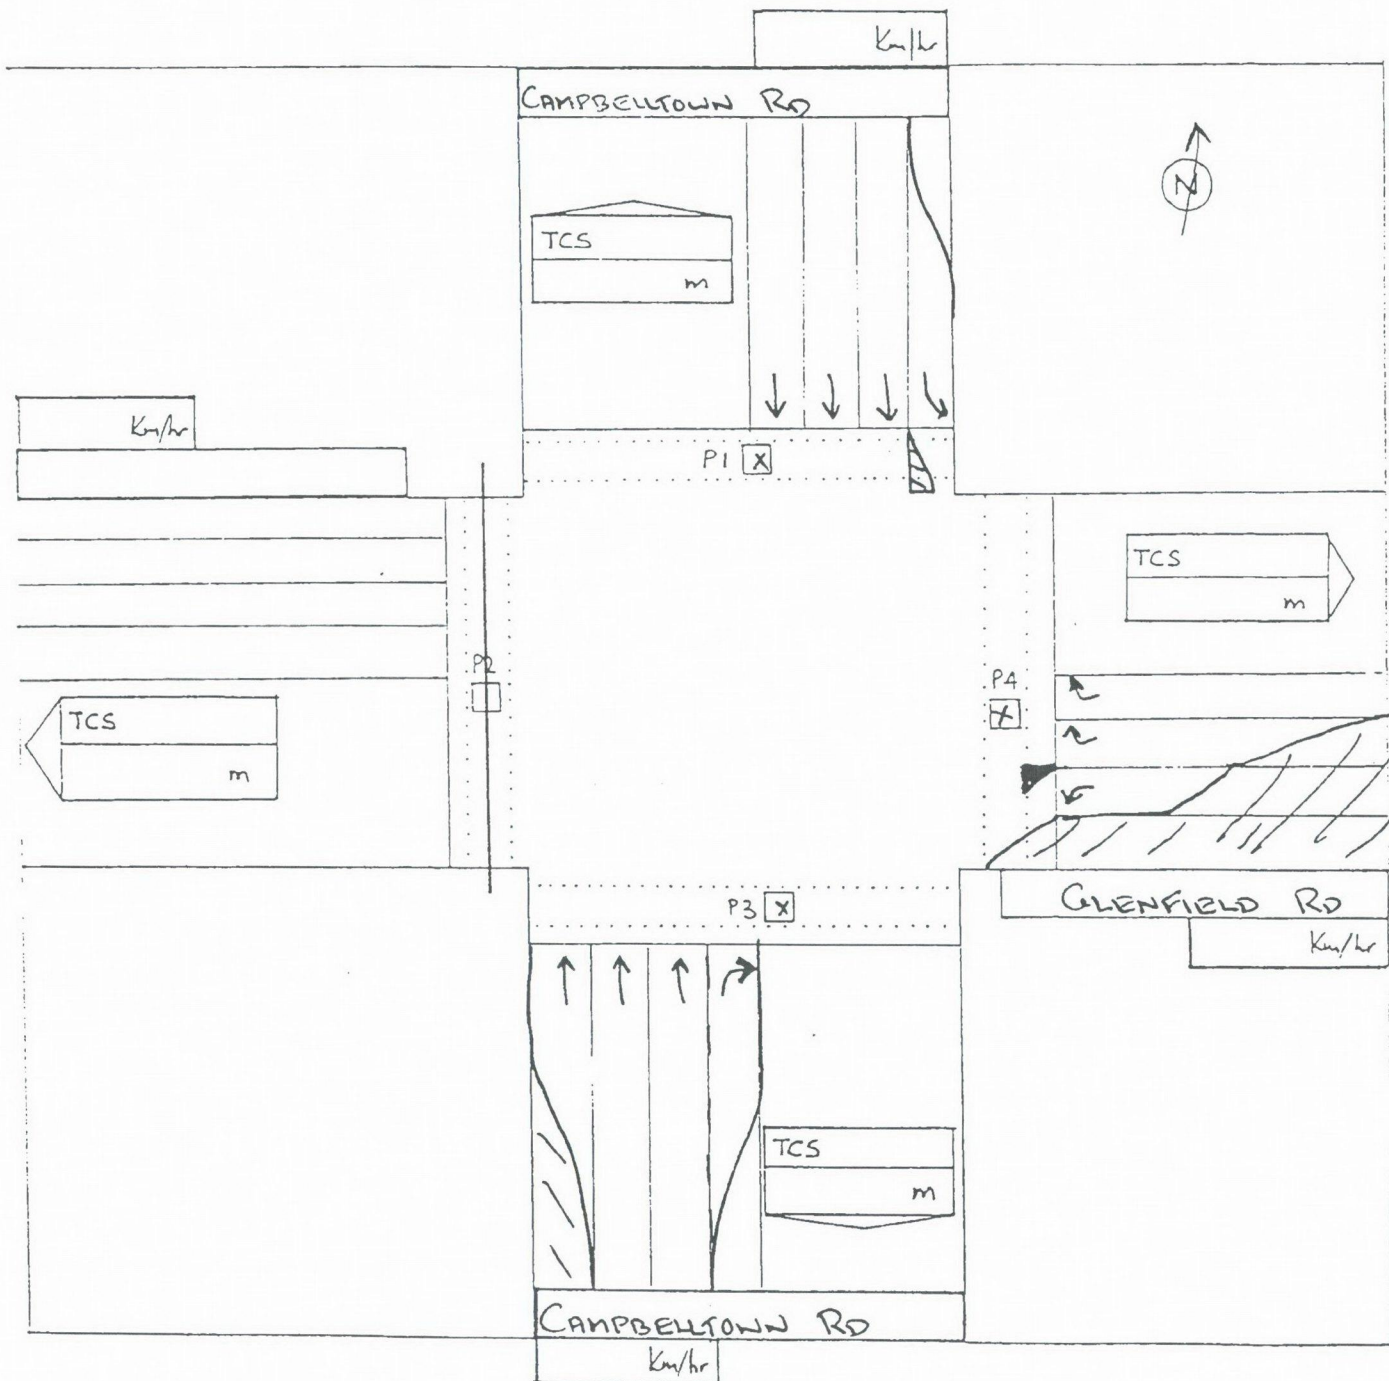 Km/hr
CAMPBELLTOWN RD
N
TCS
m
Km/hr
P1 X
TCS
m
P2
P4
X
TCS
m
P3 X
GLENFIELD RD
Km/hr
TCS
m
CAMPBELLTOWN RD
Km/hr